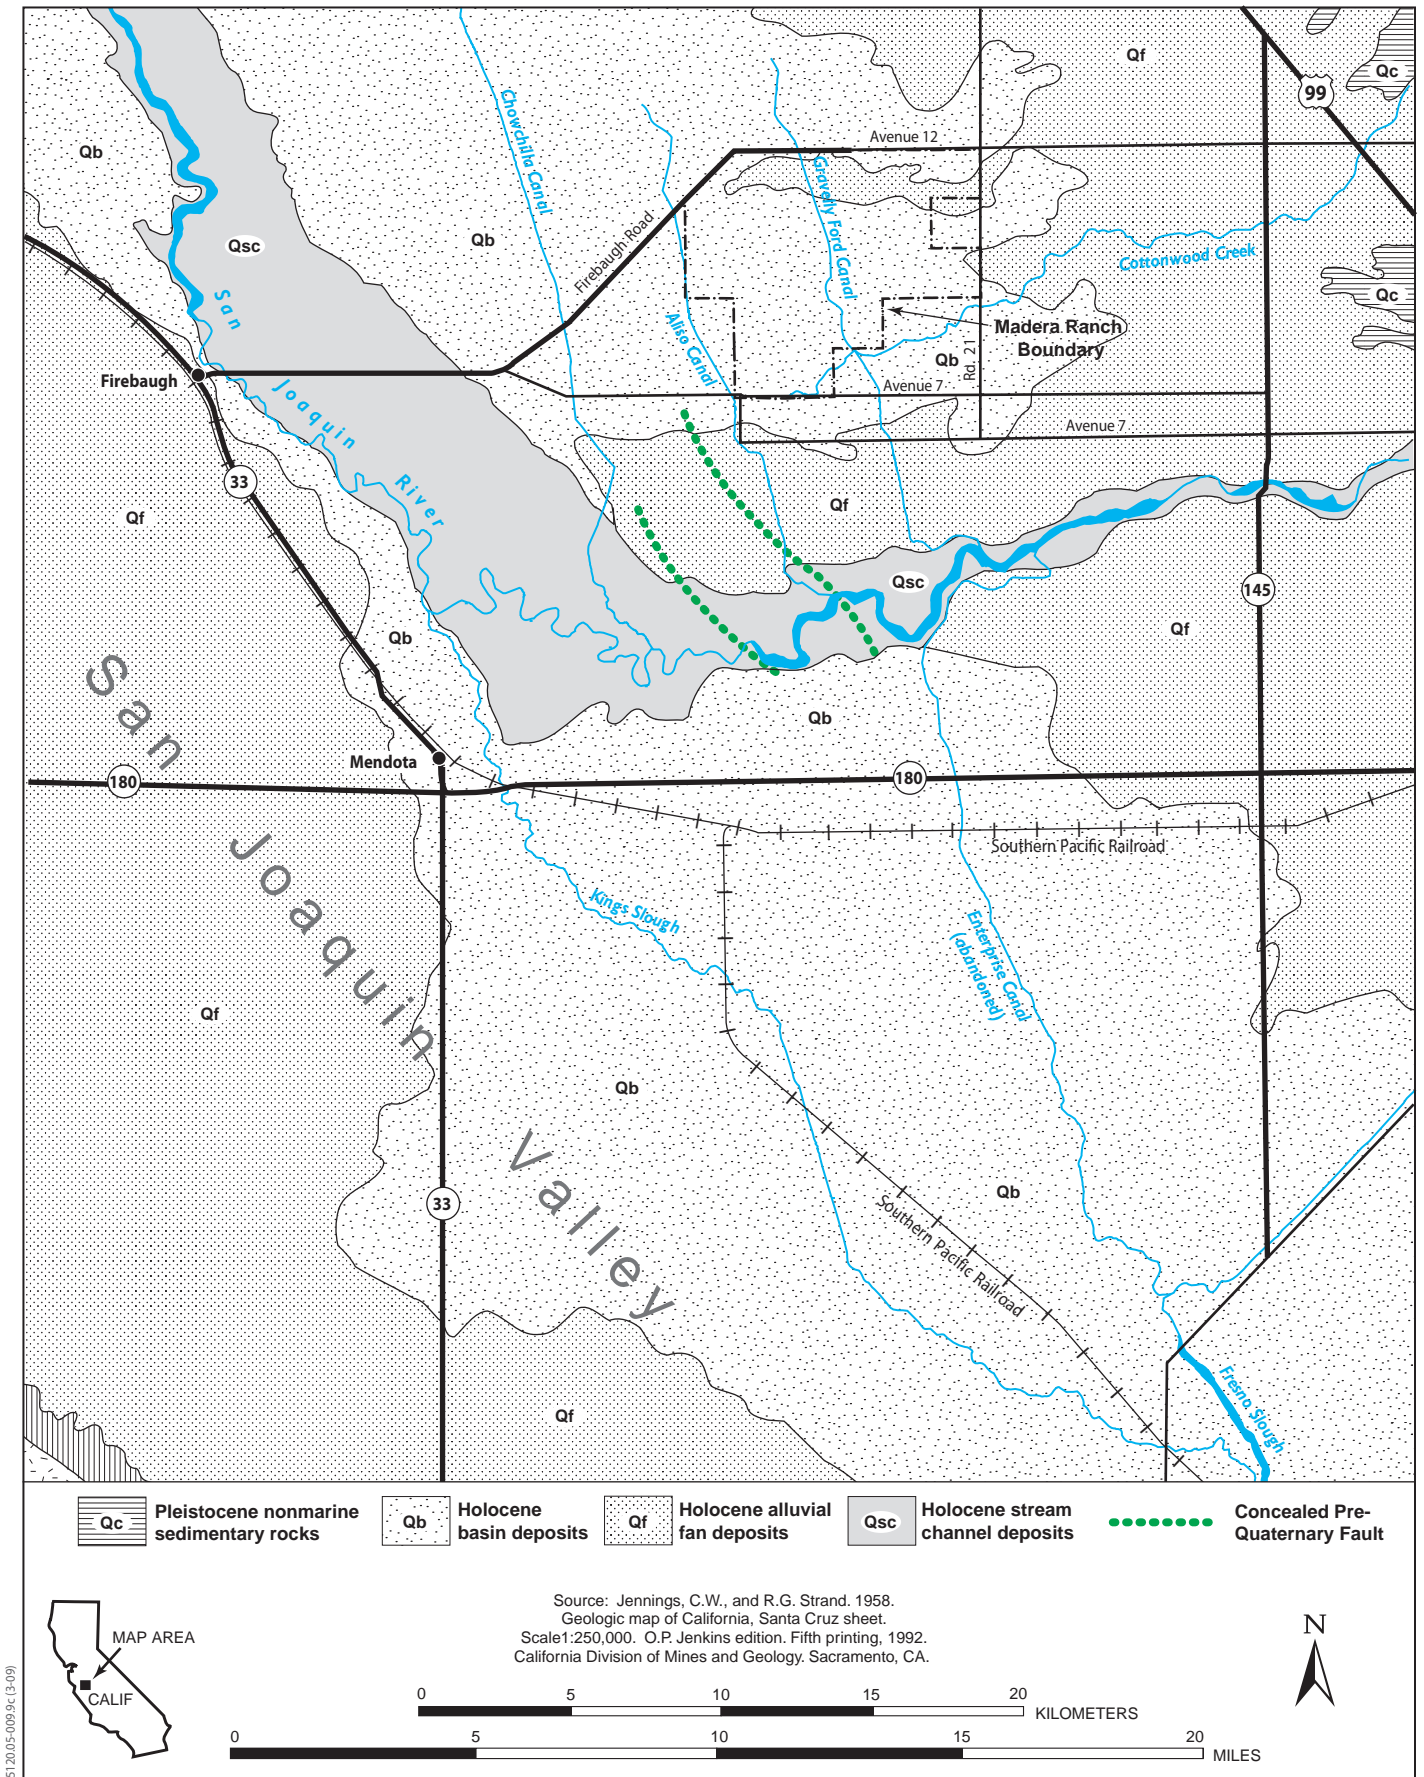 Qf
Qc
99
Chowchilla Canal
Avenue 12
Qb
Gravelly Ford Canal
Firebaugh Road
Qb
Qsc
Cottonwood Creek
Qc
San
Joaquin
River
Aliso Canal
Madera Ranch
Boundary
Qb
Rd. 21
Firebaugh
Avenue 7
Avenue 7
33
Qf
Qf
Qsc
145
Qb
Qf
San
Joaquin
Valley
Qb
Mendota
180
180
Southern Pacific Railroad
Kings Slough
Enterprise Canal
(abandoned)
Qf
Qb
Qb
33
Southern Pacific Railroad
Fresno Slough
Qf
Qc
Pleistocene nonmarine
sedimentary rocks
Qb
Holocene
basin deposits
Qf
Holocene alluvial
fan deposits
Qsc
Holocene stream
channel deposits
Concealed Pre-
Quaternary Fault
Source: Jennings, C.W., and R.G. Strand. 1958.
Geologic map of California, Santa Cruz sheet.
Scale1:250,000. O.P. Jenkins edition. Fifth printing, 1992.
California Division of Mines and Geology. Sacramento, CA.
MAP AREA
CALIF
N
0 5 10 15 20
KILOMETERS
0 5 10 15 20
MILES
5120.05-009.9c (3-09)